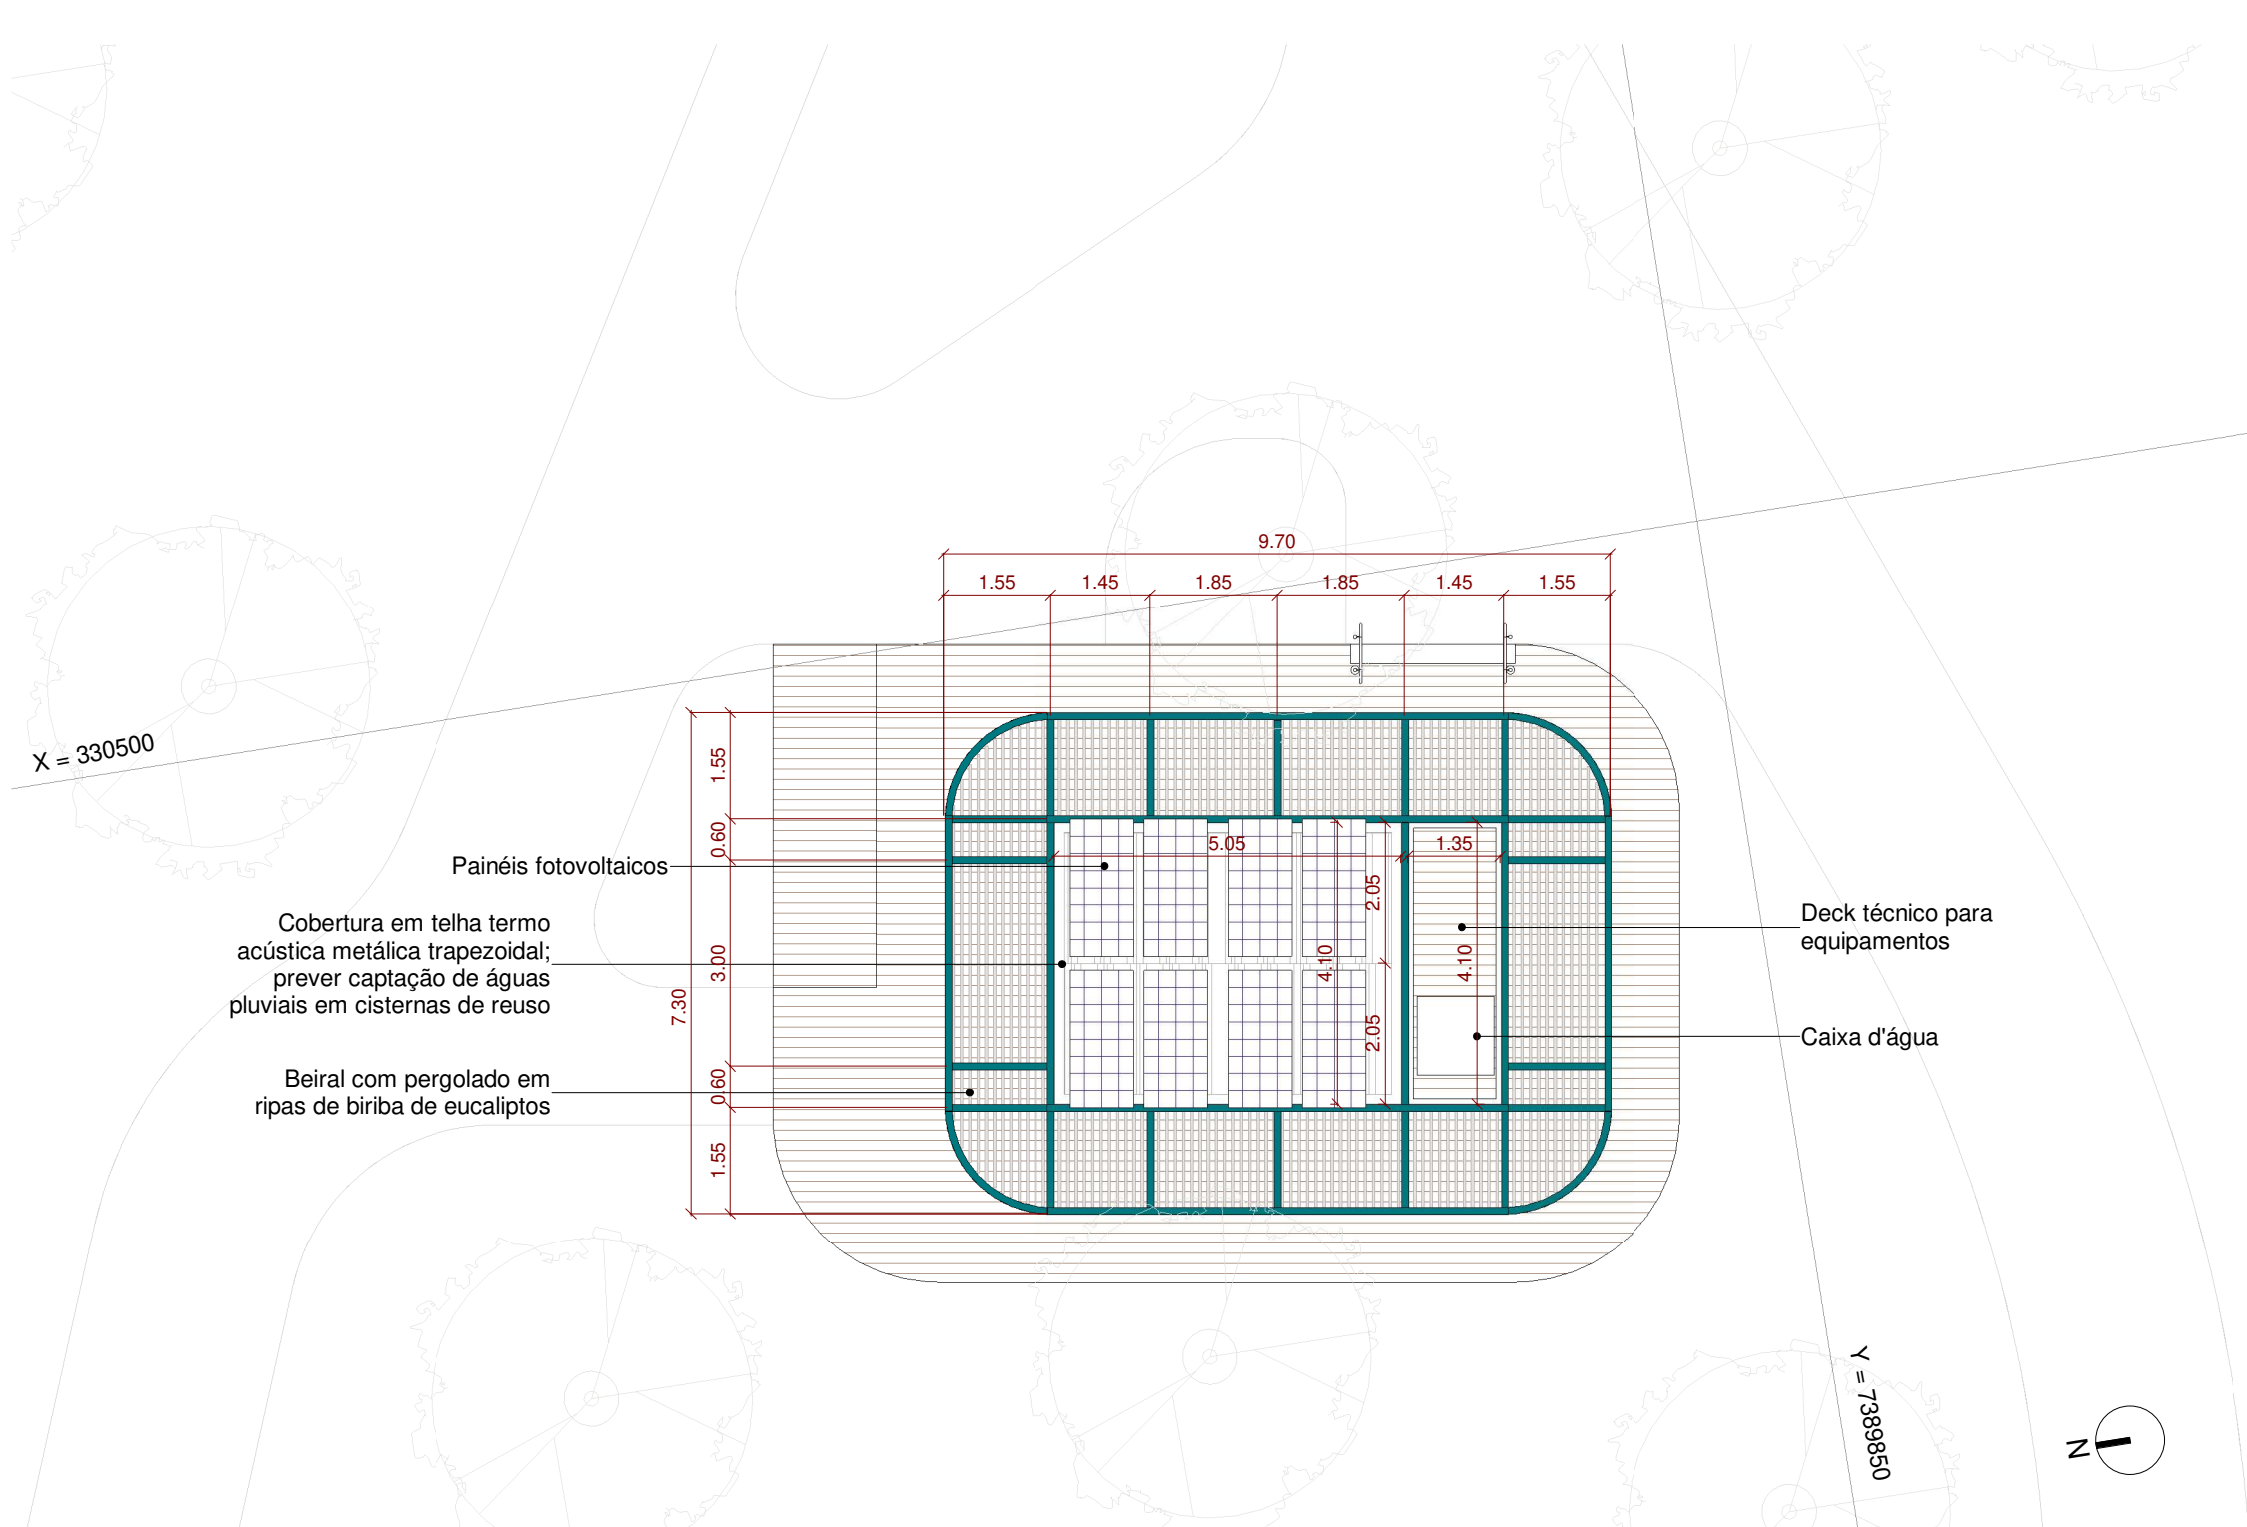 9.70
1.55
1.45
1.85
1.85
1.45
1.55
X = 330500
1.55
0.60
3.00
0.60
1.55
7.30
5.05
1.35
2.05
4.10
2.05
4.10
Painéis fotovoltaicos
Cobertura em telha termo
acústica metálica trapezoidal;
prever captação de águas
pluviais em cisternas de reuso
Beiral com pergolado em
ripas de biriba de eucaliptos
Deck técnico para
equipamentos
Caixa d'água
Y = 7389850
N